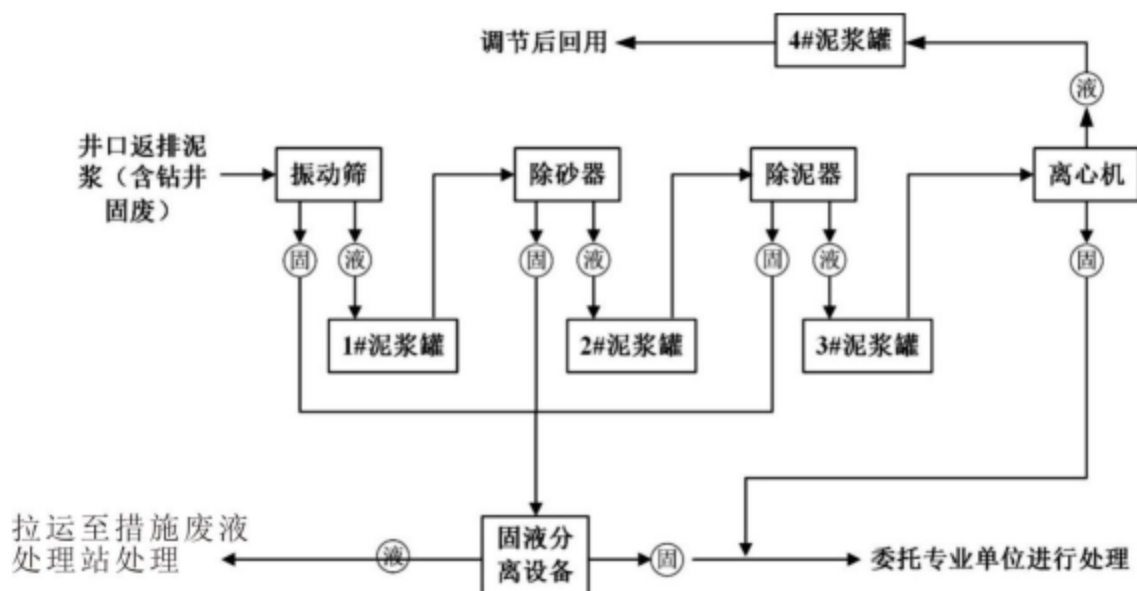 调节后回用
4#泥浆罐
液
井口返排泥
浆（含钻井
固废）
振动筛
除砂器
除泥器
离心机
固
液
固
液
固
液
固
1#泥浆罐
2#泥浆罐
3#泥浆罐
拉运至措施废液
处理站处理
液
固液分
离设备
固
委托专业单位进行处理